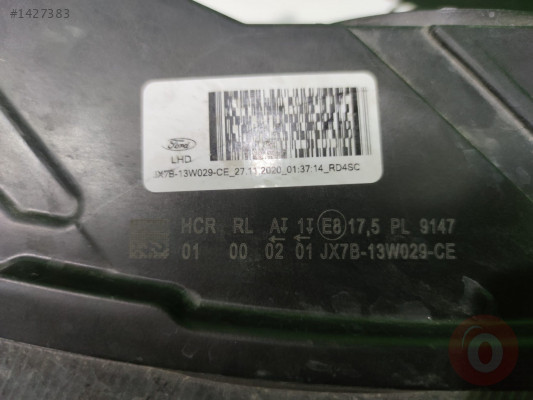 #1427383
Ford
LHD
JX7B-13W029-CE_27.11.2020_01:37:14_RD4SC
HCR RL A 1 E8 17,5 PL 9147
01 00 02 01 JX7B-13W029-CE